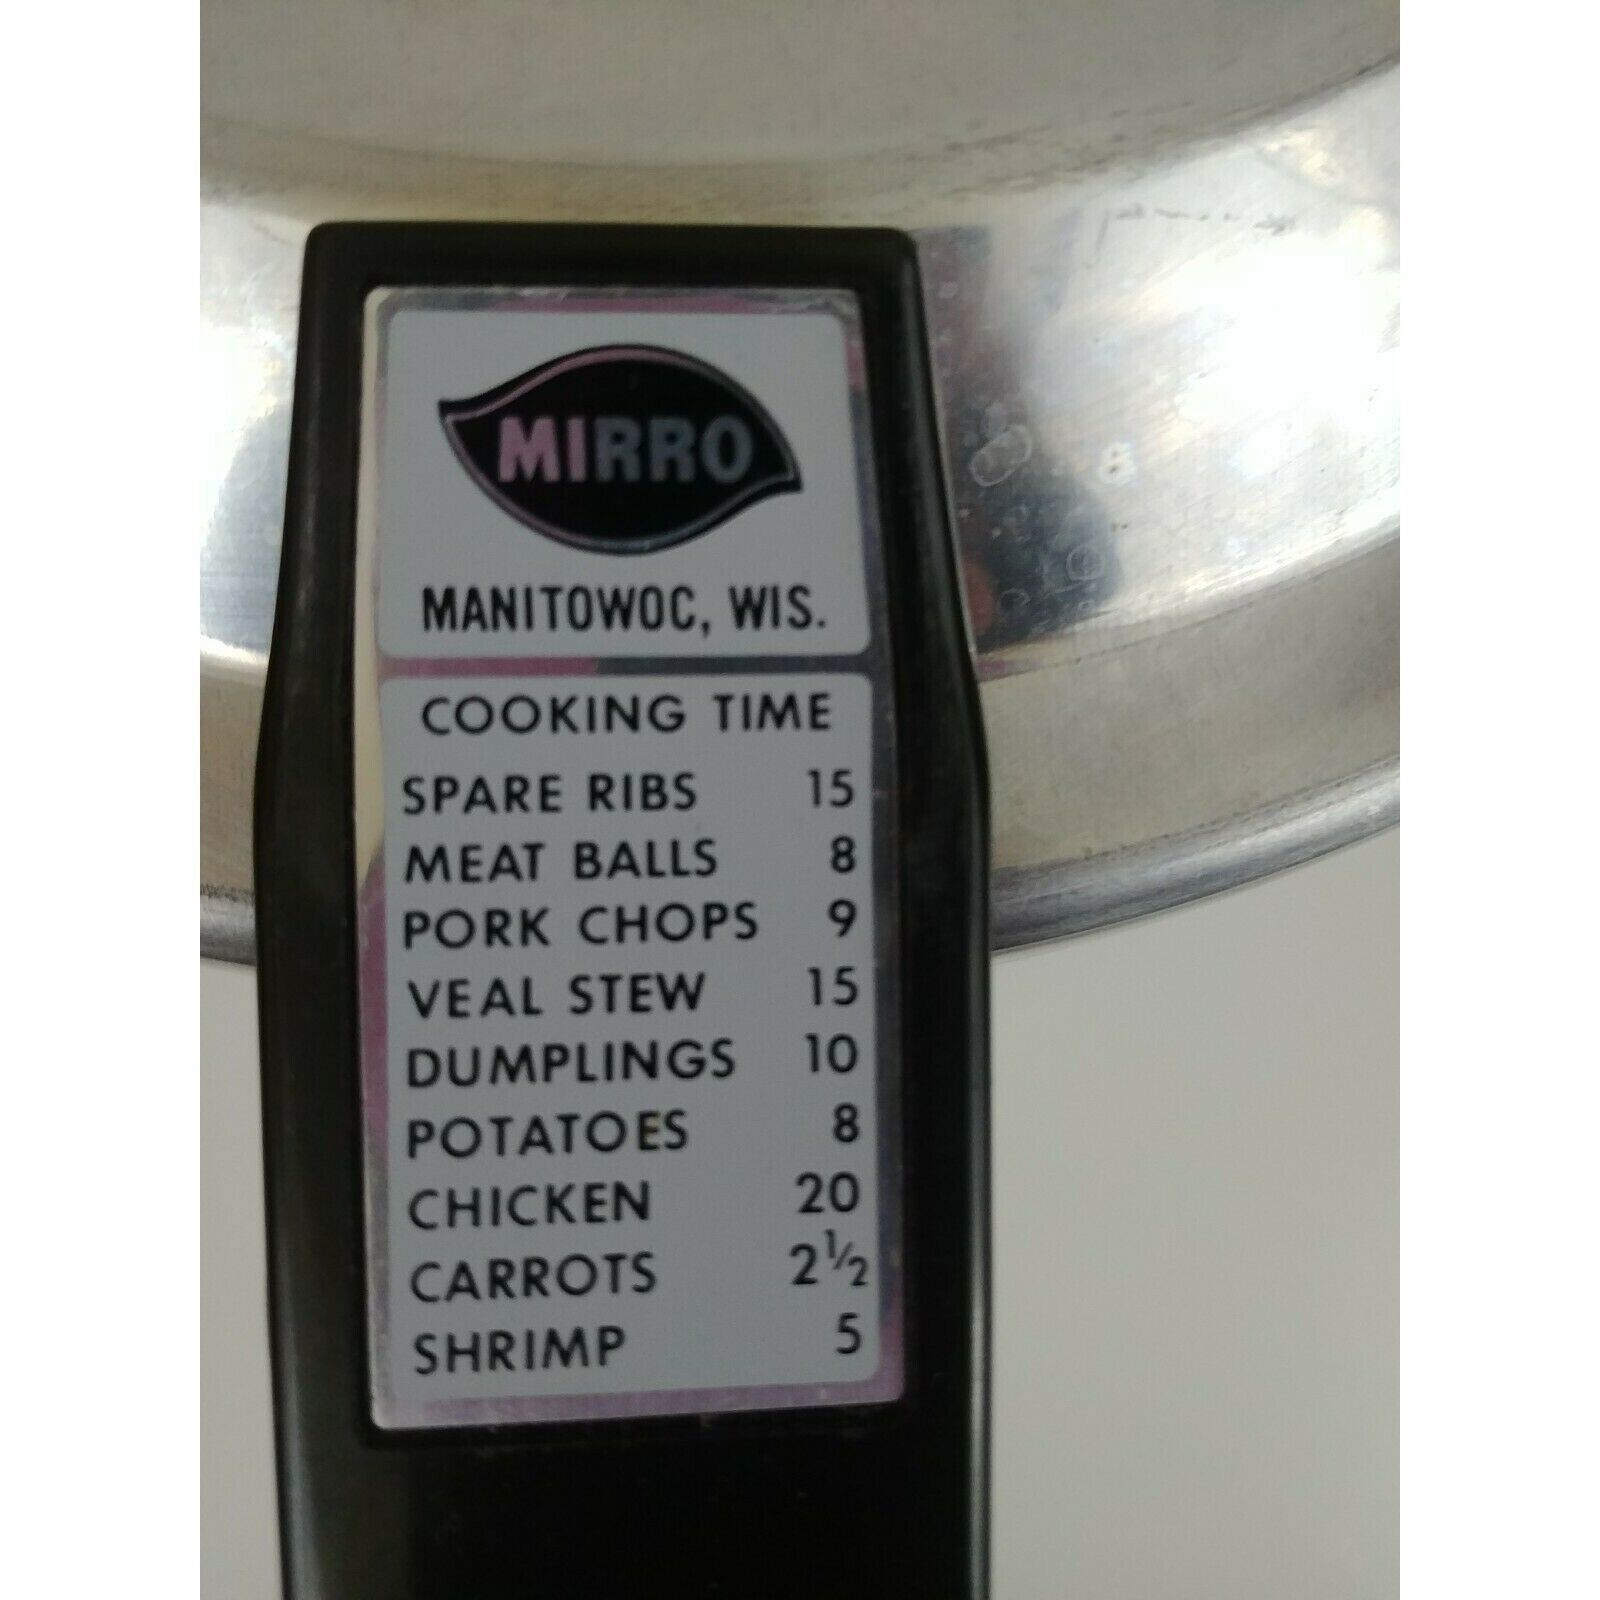 MIRRO
MANITOWOC, WIS.
COOKING TIME
SPARE RIBS 15
MEAT BALLS 8
PORK CHOPS 9
VEAL STEW 15
DUMPLINGS 10
POTATOES 8
CHICKEN 20
CARROTS 2½
SHRIMP 5